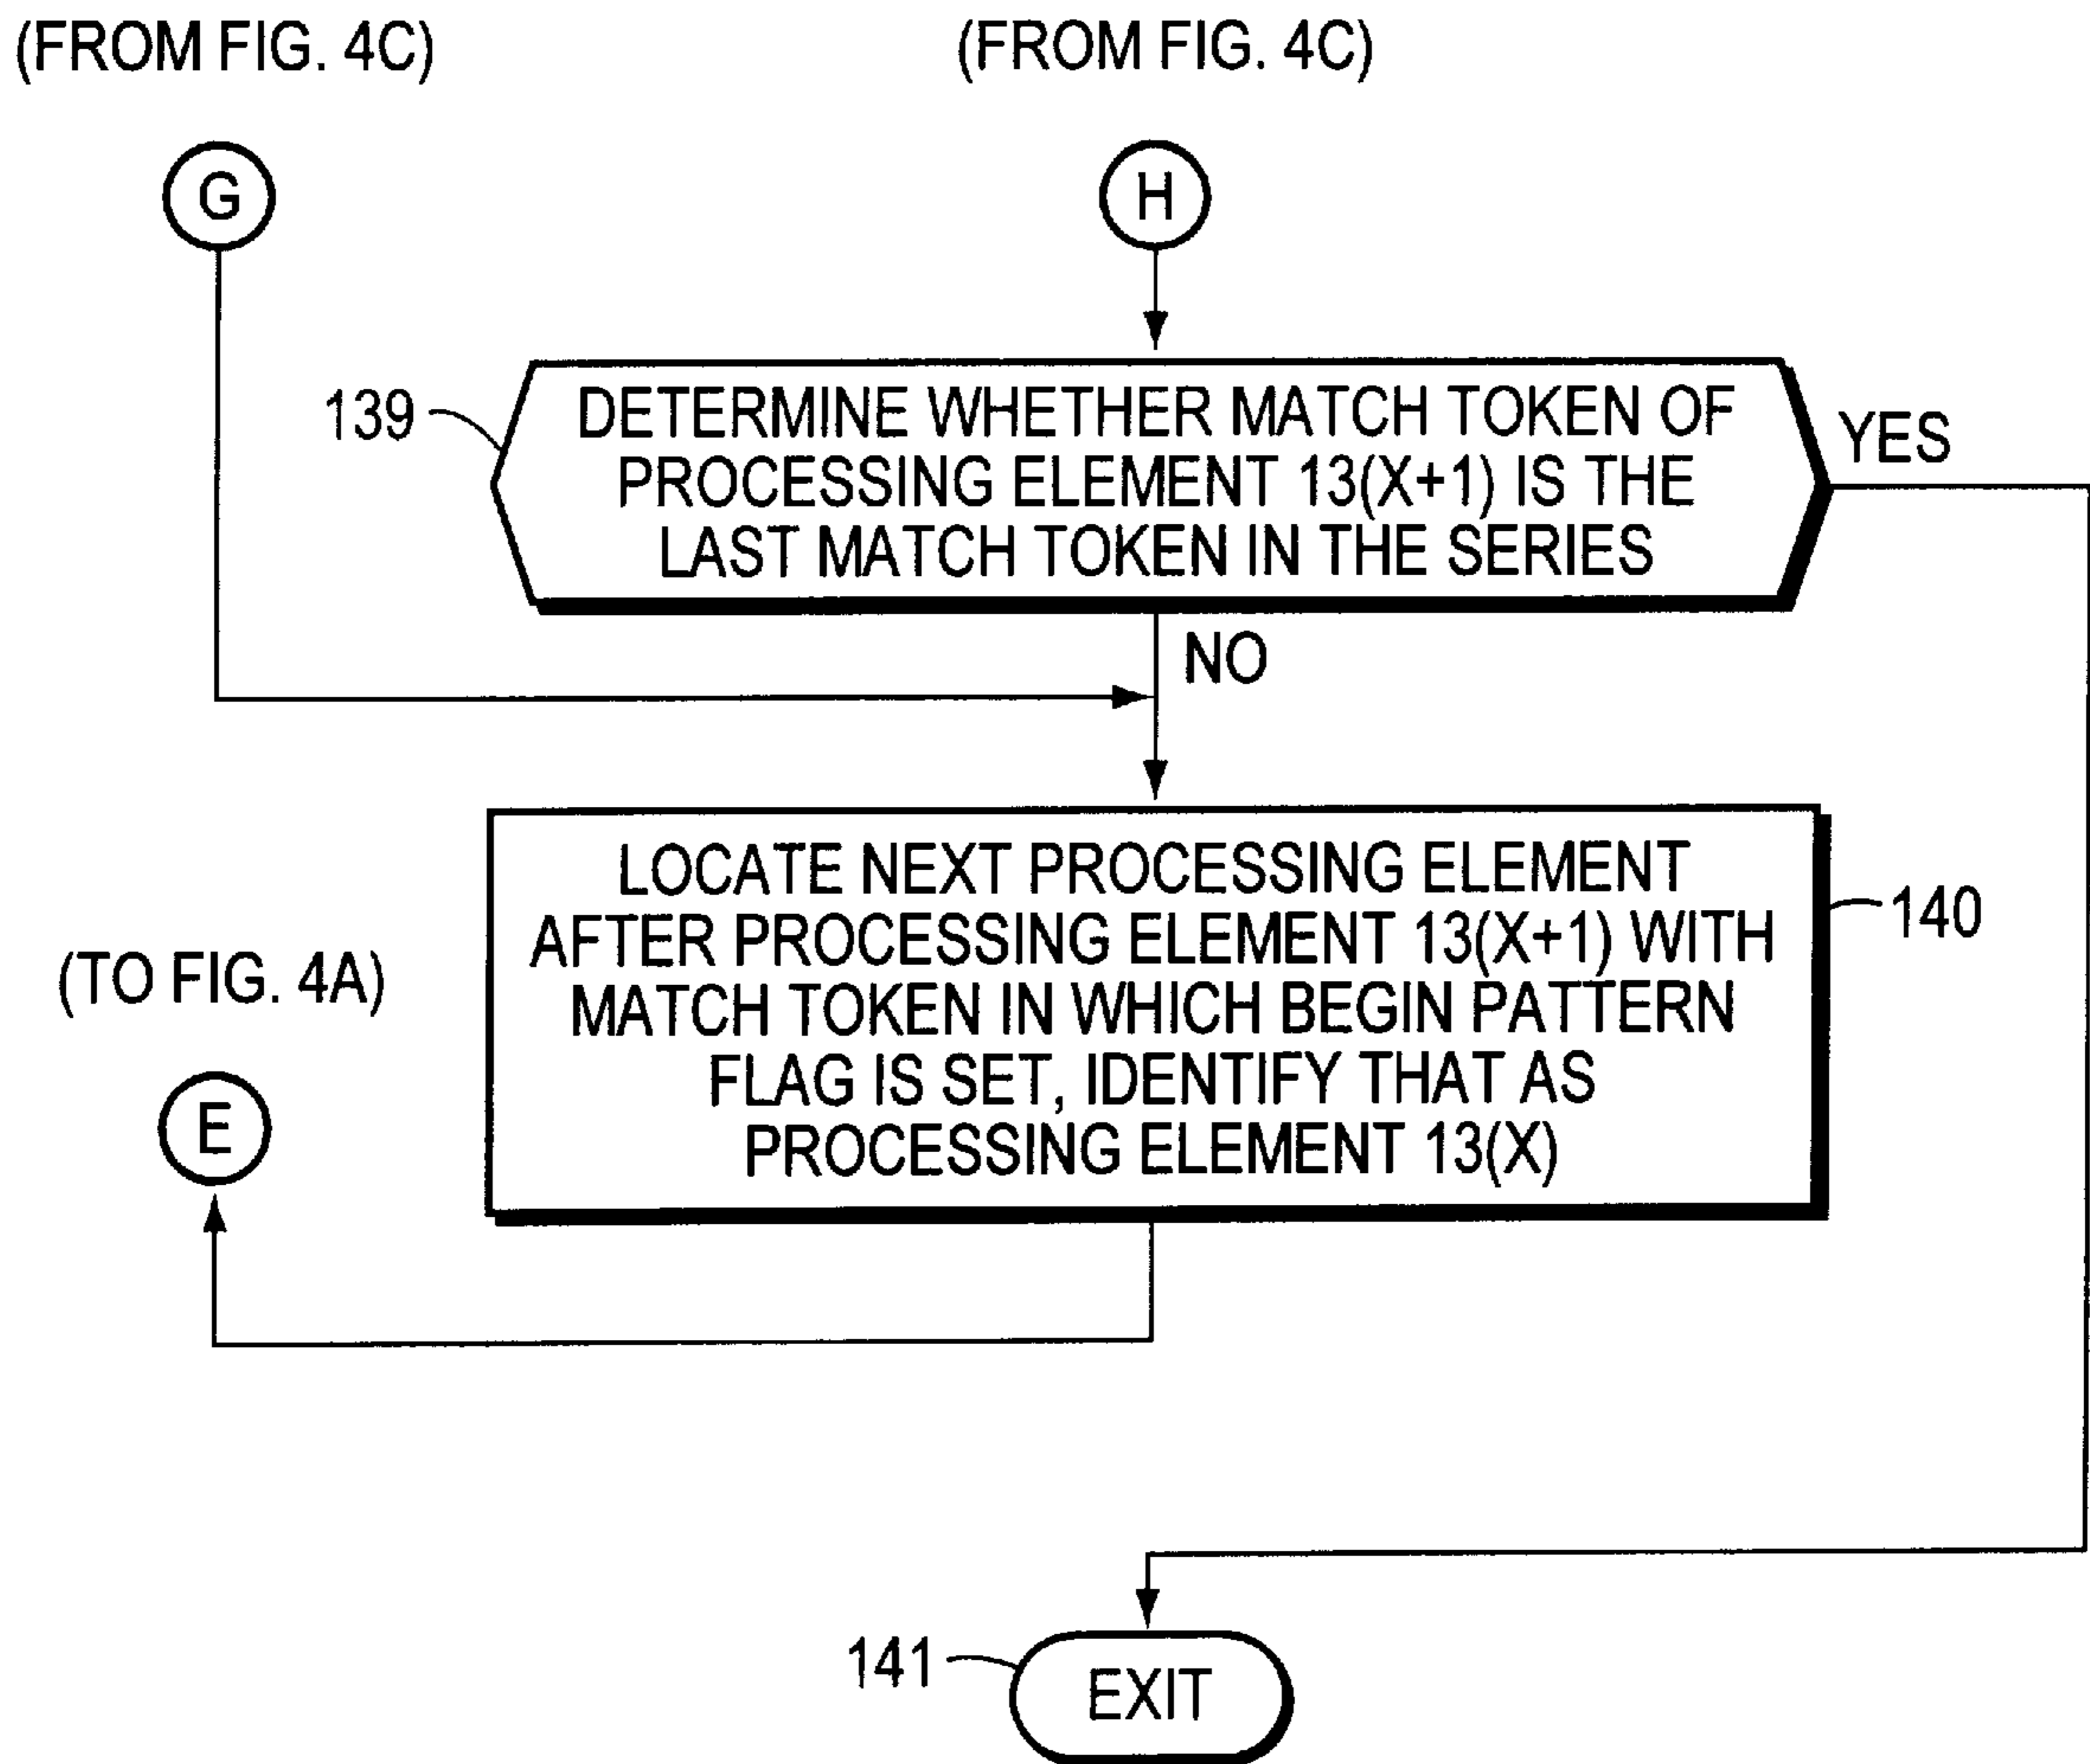 (FROM FIG. 4C)
(FROM FIG. 4C)
G
H
139
DETERMINE WHETHER MATCH TOKEN OF
PROCESSING ELEMENT 13(X+1) IS THE
LAST MATCH TOKEN IN THE SERIES
YES
NO
LOCATE NEXT PROCESSING ELEMENT
AFTER PROCESSING ELEMENT 13(X+1) WITH
MATCH TOKEN IN WHICH BEGIN PATTERN
FLAG IS SET, IDENTIFY THAT AS
PROCESSING ELEMENT 13(X)
140
(TO FIG. 4A)
E
141
EXIT